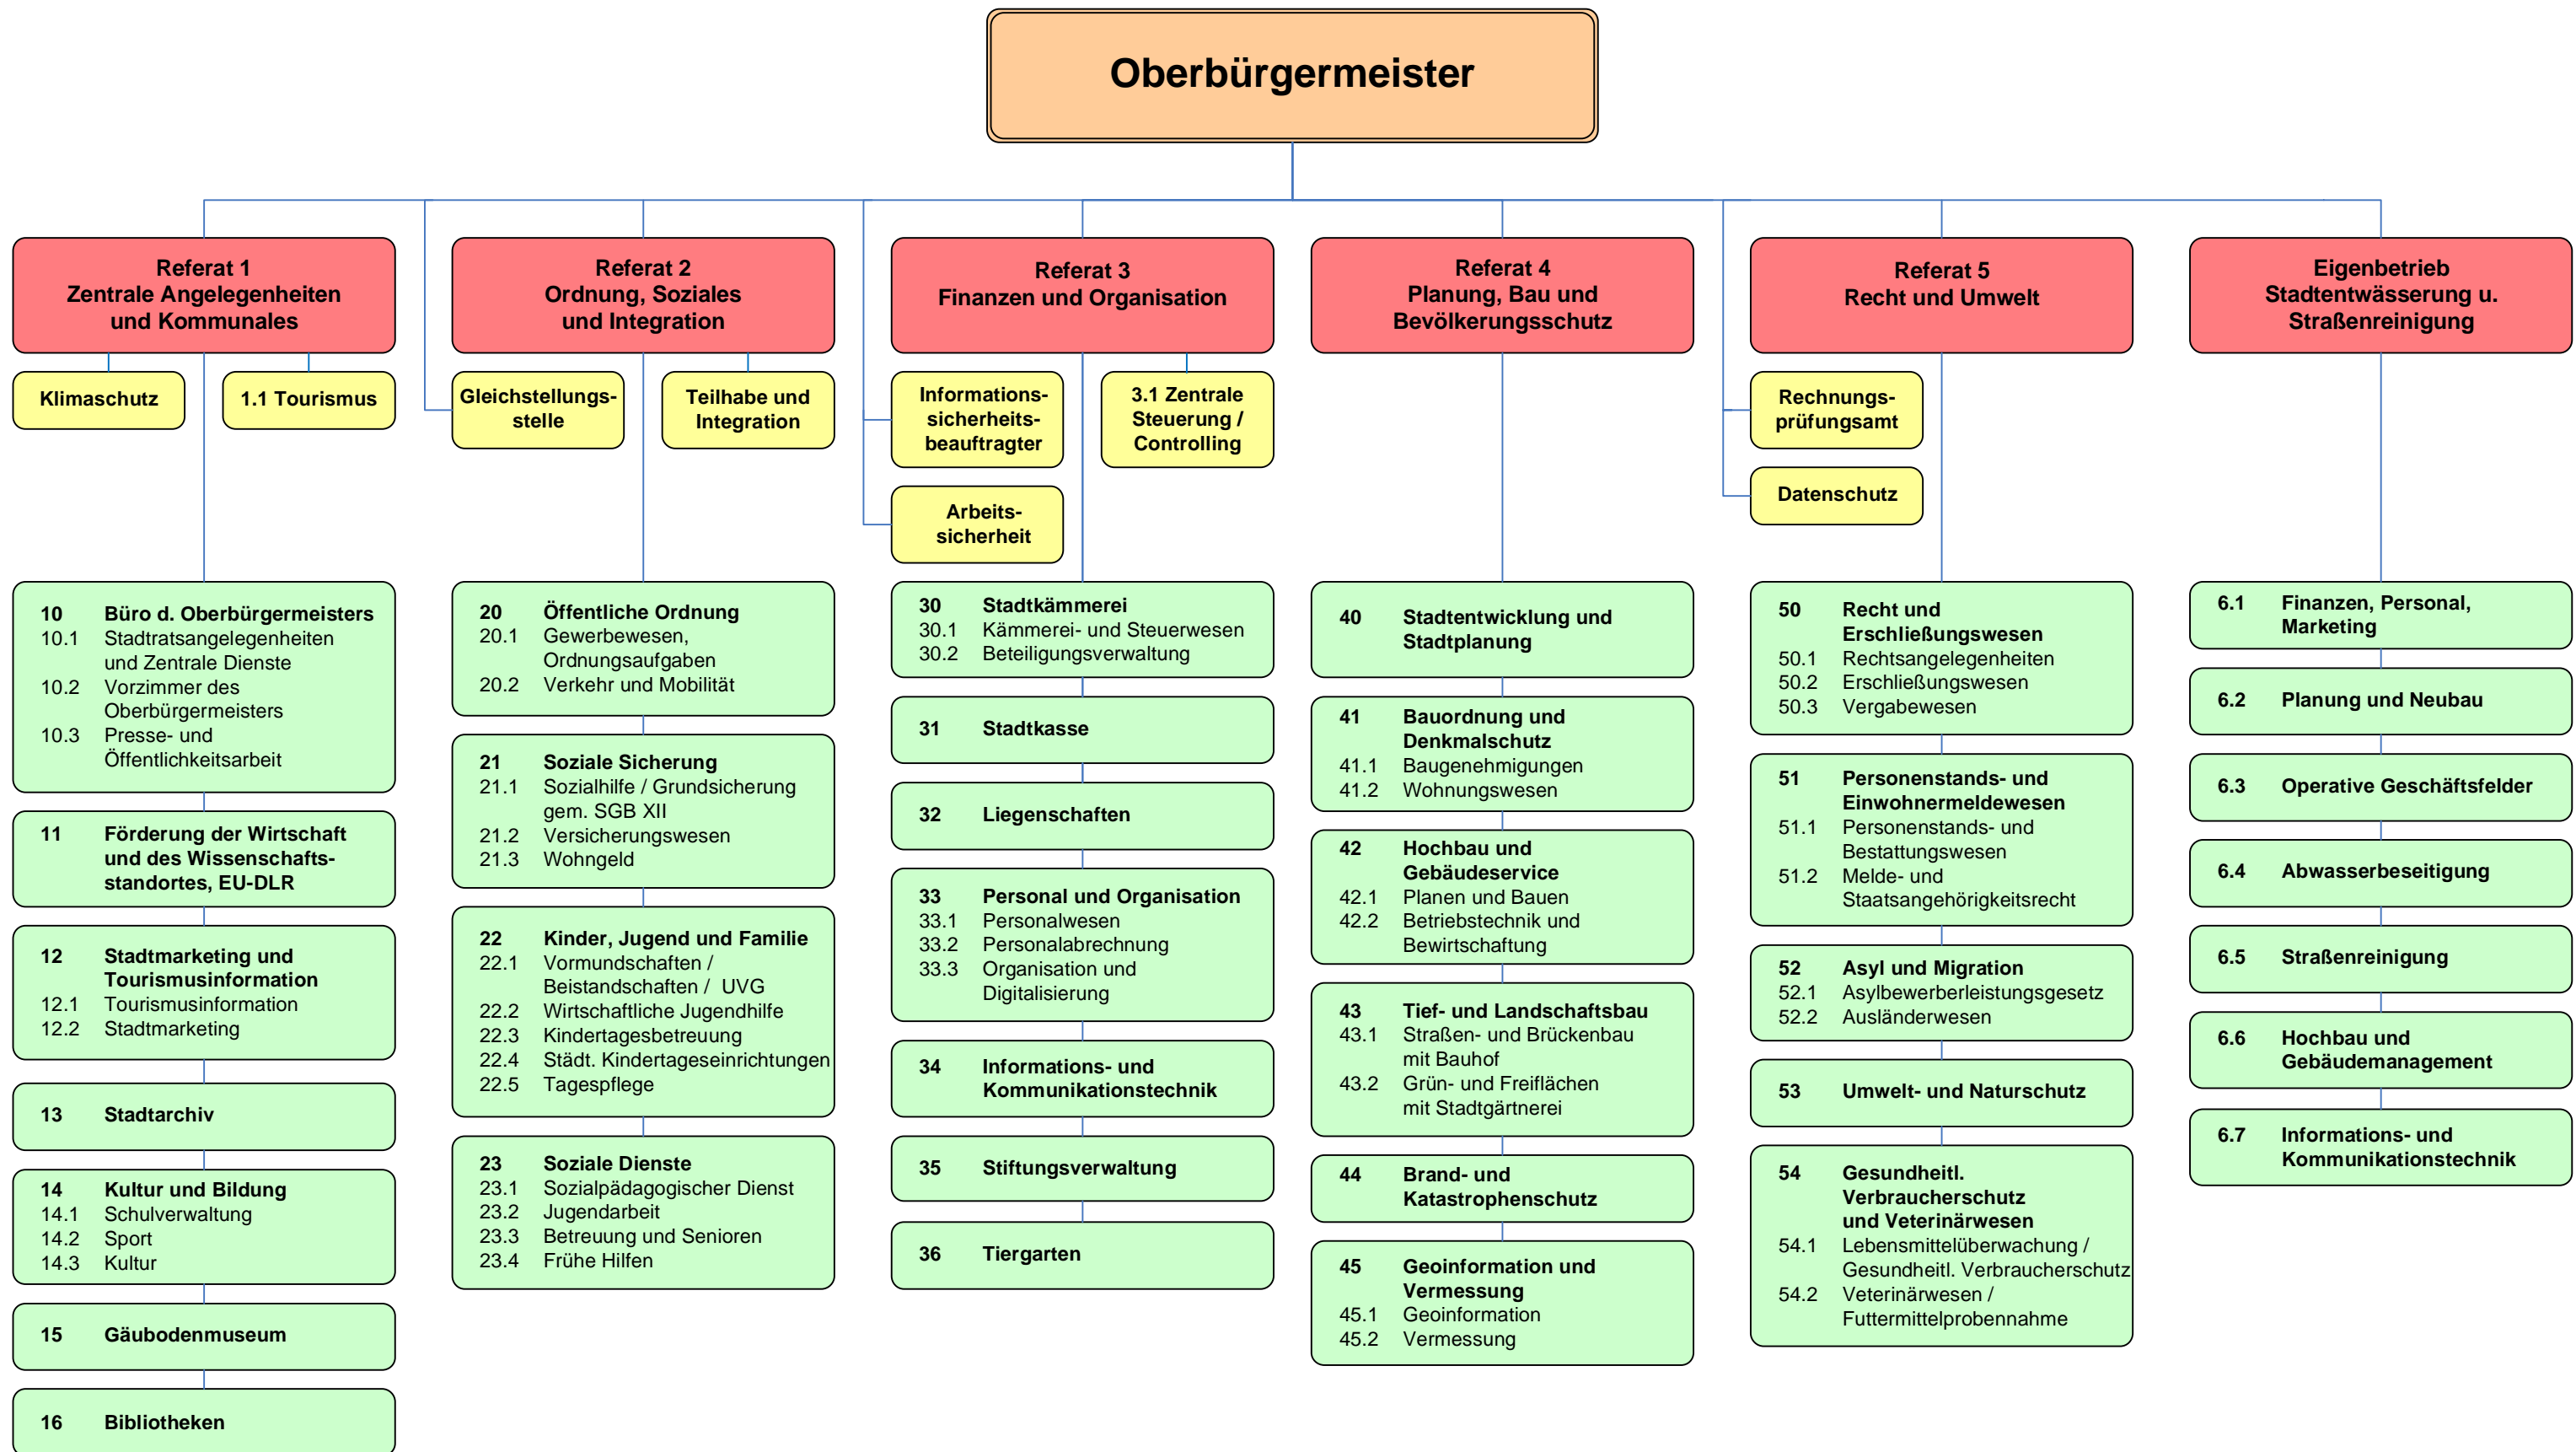 Oberbürgermeister
Referat 1
Zentrale Angelegenheiten
und Kommunales
Klimaschutz
1.1 Tourismus
10 Büro d. Oberbürgermeisters
10.1 Stadtratsangelegenheiten
und Zentrale Dienste
10.2 Vorzimmer des
Oberbürgermeisters
10.3 Presse- und
Öffentlichkeitsarbeit
11 Förderung der Wirtschaft
und des Wissenschafts-
standortes, EU-DLR
12 Stadtmarketing und
Tourismusinformation
12.1 Tourismusinformation
12.2 Stadtmarketing
13 Stadtarchiv
14 Kultur und Bildung
14.1 Schulverwaltung
14.2 Sport
14.3 Kultur
15 Gäubodenmuseum
16 Bibliotheken
Referat 2
Ordnung, Soziales
und Integration
Gleichstellungs-
stelle
Teilhabe und
Integration
20 Öffentliche Ordnung
20.1 Gewerbewesen,
Ordnungsaufgaben
20.2 Verkehr und Mobilität
21 Soziale Sicherung
21.1 Sozialhilfe / Grundsicherung
gem. SGB XII
21.2 Versicherungswesen
21.3 Wohngeld
22 Kinder, Jugend und Familie
22.1 Vormundschaften /
Beistandschaften / UVG
22.2 Wirtschaftliche Jugendhilfe
22.3 Kindertagesbetreuung
22.4 Städt. Kindertageseinrichtungen
22.5 Tagespflege
23 Soziale Dienste
23.1 Sozialpädagogischer Dienst
23.2 Jugendarbeit
23.3 Betreuung und Senioren
23.4 Frühe Hilfen
Referat 3
Finanzen und Organisation
Informations-
sicherheits-
beauftragter
3.1 Zentrale
Steuerung /
Controlling
Arbeits-
sicherheit
30 Stadtkämmerei
30.1 Kämmerei- und Steuerwesen
30.2 Beteiligungsverwaltung
31 Stadtkasse
32 Liegenschaften
33 Personal und Organisation
33.1 Personalwesen
33.2 Personalabrechnung
33.3 Organisation und
Digitalisierung
34 Informations- und
Kommunikationstechnik
35 Stiftungsverwaltung
36 Tiergarten
Referat 4
Planung, Bau und
Bevölkerungsschutz
40 Stadtentwicklung und
Stadtplanung
41 Bauordnung und
Denkmalschutz
41.1 Baugenehmigungen
41.2 Wohnungswesen
42 Hochbau und
Gebäudeservice
42.1 Planen und Bauen
42.2 Betriebstechnik und
Bewirtschaftung
43 Tief- und Landschaftsbau
43.1 Straßen- und Brückenbau
mit Bauhof
43.2 Grün- und Freiflächen
mit Stadtgärtnerei
44 Brand- und
Katastrophenschutz
45 Geoinformation und
Vermessung
45.1 Geoinformation
45.2 Vermessung
Referat 5
Recht und Umwelt
Rechnungs-
prüfungsamt
Datenschutz
50 Recht und
Erschließungswesen
50.1 Rechtsangelegenheiten
50.2 Erschließungswesen
50.3 Vergabewesen
51 Personenstands- und
Einwohnermeldewesen
51.1 Personenstands- und
Bestattungswesen
51.2 Melde- und
Staatsangehörigkeitsrecht
52 Asyl und Migration
52.1 Asylbewerberleistungsgesetz
52.2 Ausländerwesen
53 Umwelt- und Naturschutz
54 Gesundheitl.
Verbraucherschutz
und Veterinärwesen
54.1 Lebensmittelüberwachung /
Gesundheitl. Verbraucherschutz
54.2 Veterinärwesen /
Futtermittelprobennahme
Eigenbetrieb
Stadtentwässerung u.
Straßenreinigung
6.1 Finanzen, Personal,
Marketing
6.2 Planung und Neubau
6.3 Operative Geschäftsfelder
6.4 Abwasserbeseitigung
6.5 Straßenreinigung
6.6 Hochbau und
Gebäudemanagement
6.7 Informations- und
Kommunikationstechnik